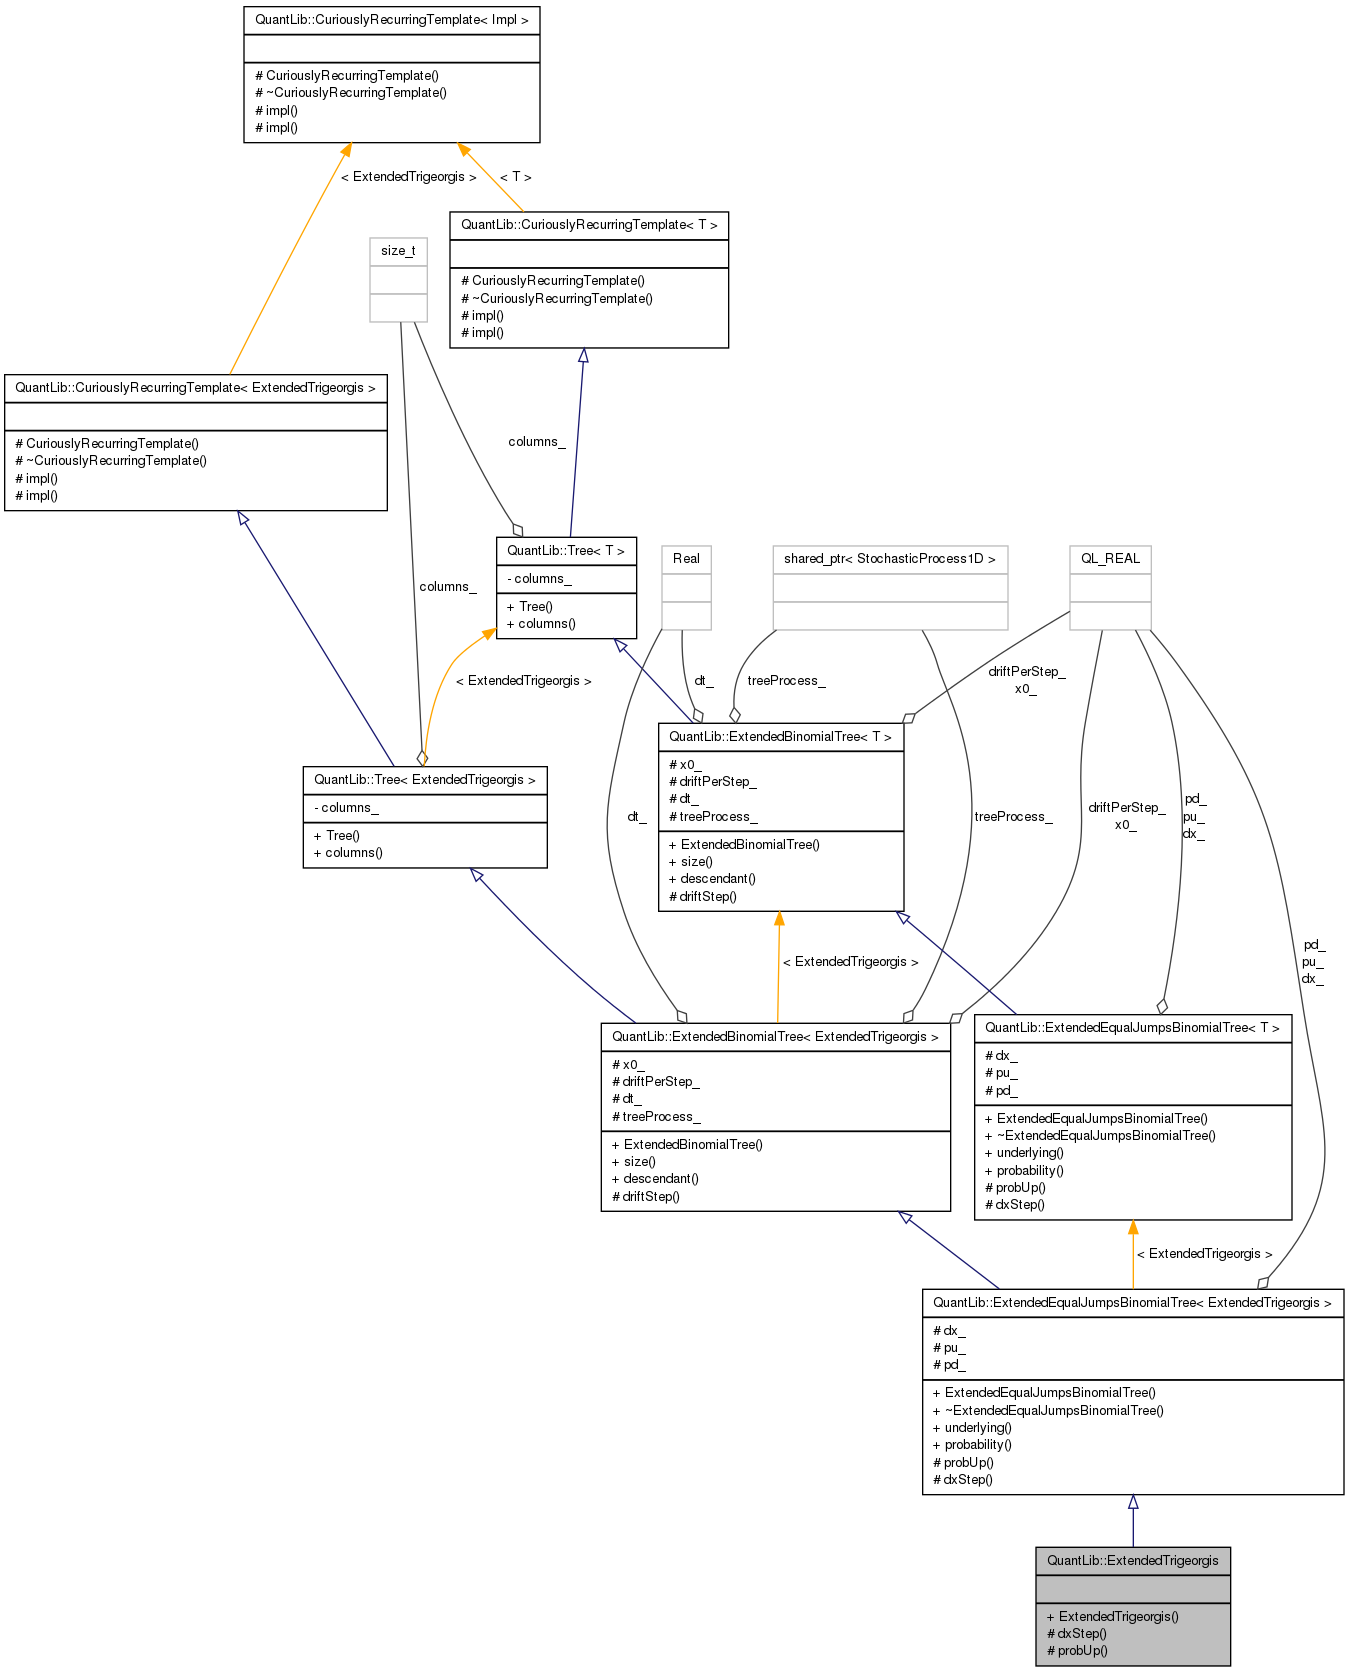 QuantLib::CuriouslyRecurringTemplate< Impl >
# CuriouslyRecurringTemplate()
# ~CuriouslyRecurringTemplate()
# impl()
# impl()
< ExtendedTrigeorgis >
< T >
QuantLib::CuriouslyRecurringTemplate< T >
# CuriouslyRecurringTemplate()
# ~CuriouslyRecurringTemplate()
# impl()
# impl()
size_t
QuantLib::CuriouslyRecurringTemplate< ExtendedTrigeorgis >
# CuriouslyRecurringTemplate()
# ~CuriouslyRecurringTemplate()
# impl()
# impl()
columns_
QuantLib::Tree< T >
- columns_
+ Tree()
+ columns()
Real
shared_ptr< StochasticProcess1D >
QL_REAL
columns_
< ExtendedTrigeorgis >
dt_
treeProcess_
driftPerStep_
x0_
QuantLib::ExtendedBinomialTree< T >
# x0_
# driftPerStep_
# dt_
# treeProcess_
+ ExtendedBinomialTree()
+ size()
+ descendant()
# driftStep()
QuantLib::Tree< ExtendedTrigeorgis >
- columns_
+ Tree()
+ columns()
dt_
treeProcess_
driftPerStep_
x0_
pd_
pu_
dx_
< ExtendedTrigeorgis >
pd_
pu_
dx_
QuantLib::ExtendedBinomialTree< ExtendedTrigeorgis >
# x0_
# driftPerStep_
# dt_
# treeProcess_
+ ExtendedBinomialTree()
+ size()
+ descendant()
# driftStep()
QuantLib::ExtendedEqualJumpsBinomialTree< T >
# dx_
# pu_
# pd_
+ ExtendedEqualJumpsBinomialTree()
+ ~ExtendedEqualJumpsBinomialTree()
+ underlying()
+ probability()
# probUp()
# dxStep()
< ExtendedTrigeorgis >
QuantLib::ExtendedEqualJumpsBinomialTree< ExtendedTrigeorgis >
# dx_
# pu_
# pd_
+ ExtendedEqualJumpsBinomialTree()
+ ~ExtendedEqualJumpsBinomialTree()
+ underlying()
+ probability()
# probUp()
# dxStep()
QuantLib::ExtendedTrigeorgis
+ ExtendedTrigeorgis()
# dxStep()
# probUp()